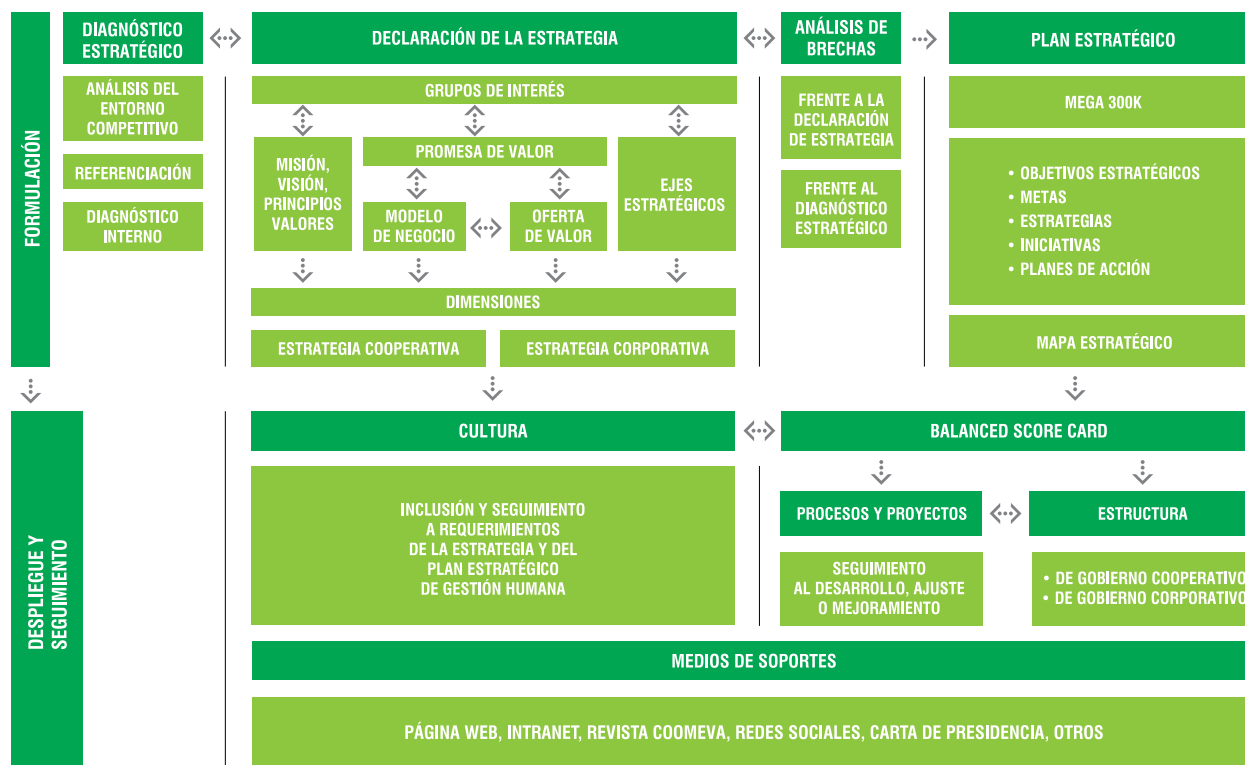 FORMULACIÓN
DIAGNÓSTICO
ESTRATÉGICO
ANÁLISIS DEL
ENTORNO
COMPETITIVO
REFERENCIACIÓN
DIAGNÓSTICO
INTERNO
DECLARACIÓN DE LA ESTRATEGIA
GRUPOS DE INTERÉS
MISIÓN,
VISIÓN,
PRINCIPIOS
VALORES
PROMESA DE VALOR
MODELO
DE NEGOCIO
OFERTA
DE VALOR
EJES
ESTRATÉGICOS
DIMENSIONES
ESTRATEGIA COOPERATIVA
ESTRATEGIA CORPORATIVA
ANÁLISIS DE
BRECHAS
FRENTE A LA
DECLARACIÓN
DE ESTRATEGIA
FRENTE AL
DIAGNÓSTICO
ESTRATÉGICO
PLAN ESTRATÉGICO
MEGA 300K
• OBJETIVOS ESTRATÉGICOS
• METAS
• ESTRATEGIAS
• INICIATIVAS
• PLANES DE ACCIÓN
MAPA ESTRATÉGICO
DESPLIEGUE Y
SEGUIMIENTO
CULTURA
INCLUSIÓN Y SEGUIMIENTO
A REQUERIMIENTOS
DE LA ESTRATEGIA Y DEL
PLAN ESTRATÉGICO
DE GESTIÓN HUMANA
BALANCED SCORE CARD
PROCESOS Y PROYECTOS
SEGUIMIENTO
AL DESARROLLO, AJUSTE
O MEJORAMIENTO
ESTRUCTURA
• DE GOBIERNO COOPERATIVO
• DE GOBIERNO CORPORATIVO
MEDIOS DE SOPORTES
PÁGINA WEB, INTRANET, REVISTA COOMEVA, REDES SOCIALES, CARTA DE PRESIDENCIA, OTROS